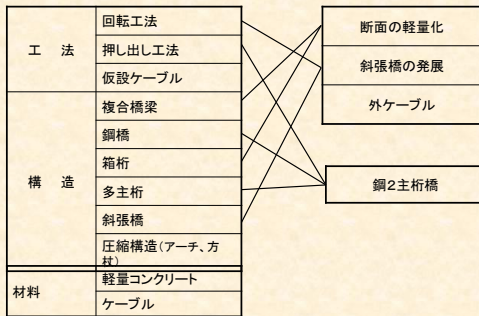 工 法
回転工法
押し出し工法
仮設ケーブル
構 造
複合橋梁
鋼橋
箱桁
多主桁
斜張橋
圧縮構造(アーチ、方
杖)
材料
軽量コンクリート
ケーブル
断面の軽量化
斜張橋の発展
外ケーブル
鋼2主桁橋